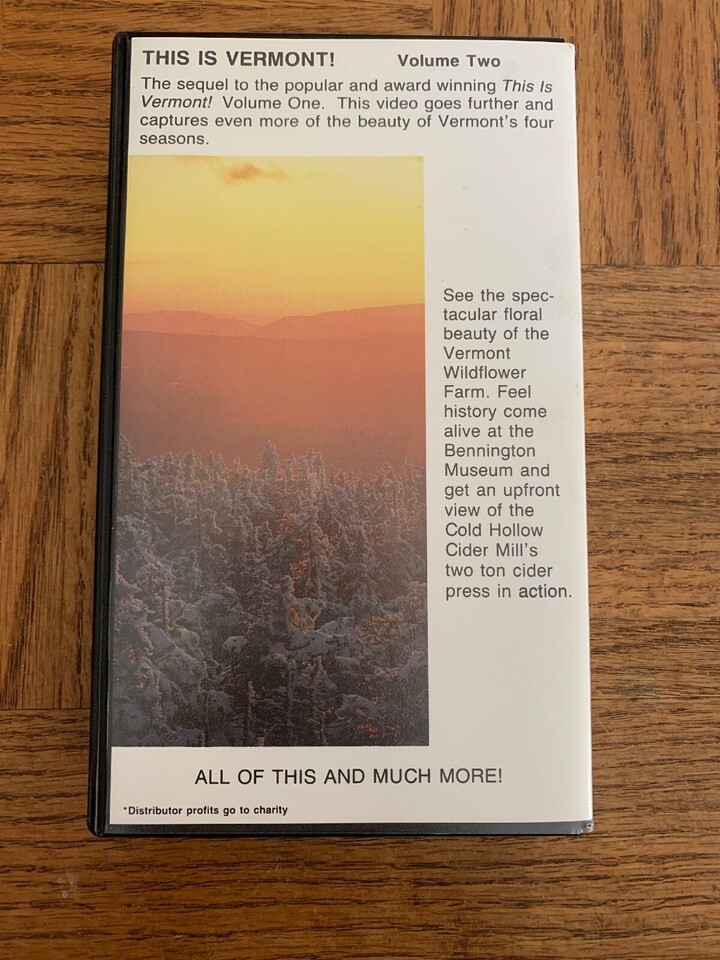 THIS IS VERMONT! Volume Two
The sequel to the popular and award winning This Is
Vermont! Volume One. This video goes further and
captures even more of the beauty of Vermont's four
seasons.
See the spec-
tacular floral
beauty of the
Vermont
Wildflower
Farm. Feel
history come
alive at the
Bennington
Museum and
get an upfront
view of the
Cold Hollow
Cider Mill's
two ton cider
press in action.
ALL OF THIS AND MUCH MORE!
*Distributor profits go to charity